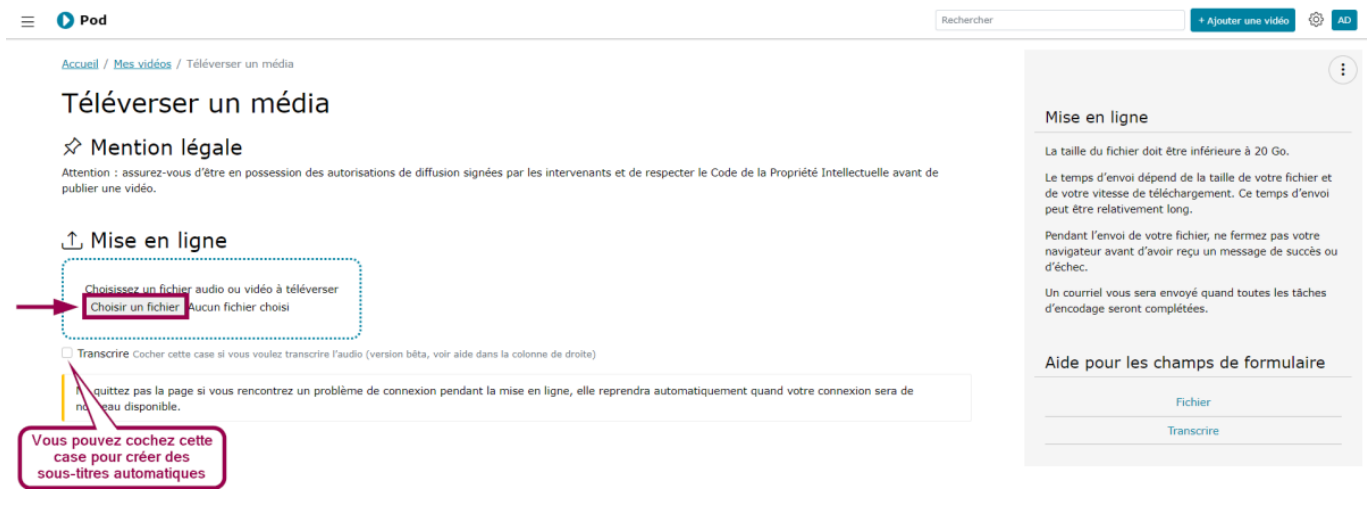 Pod
Rechercher
+ Ajouter une vidéo
AD
Accueil / Mes vidéos / Téléverser un média
Téléverser un média
Mention légale
Attention : assurez-vous d'être en possession des autorisations de diffusion signées par les intervenants et de respecter le Code de la Propriété Intellectuelle avant de
publier une vidéo.
Mise en ligne
Choisissez un fichier audio ou vidéo à téléverser
Choisir un fichier Aucun fichier choisi
Transcrire Cocher cette case si vous voulez transcrire l'audio (version bêta, voir aide dans la colonne de droite)
quittez pas la page si vous rencontrez un problème de connexion pendant la mise en ligne, elle reprendra automatiquement quand votre connexion sera de
disponible.
Vous pouvez cochez cette
case pour créer des
sous-titres automatiques
Mise en ligne
La taille du fichier doit être inférieure à 20 Go.
Le temps d'envoi dépend de la taille de votre fichier et
de votre vitesse de téléchargement. Ce temps d'envoi
peut être relativement long.
Pendant l'envoi de votre fichier, ne fermez pas votre
navigateur avant d'avoir reçu un message de succès ou
d'échec.
Un courriel vous sera envoyé quand toutes les tâches
d'encodage seront complétées.
Aide pour les champs de formulaire
Fichier
Transcrire